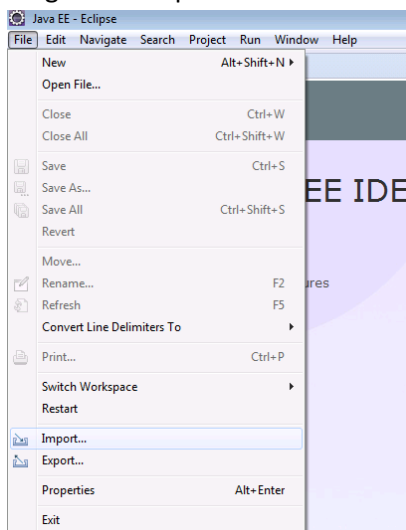 Java EE - Eclipse
File Edit Navigate Search Project Run Window Help
New Alt+Shift+N
Open File...
Close Ctrl+W
Close All Ctrl+Shift+W
Save Ctrl+S
Save As...
EE IDE
Save All Ctrl+Shift+S
Revert
Move...
Rename... F2
ures
Refresh F5
Convert Line Delimiters To
Print... Ctrl+P
Switch Workspace
Restart
Import...
Export...
Properties Alt+Enter
Exit